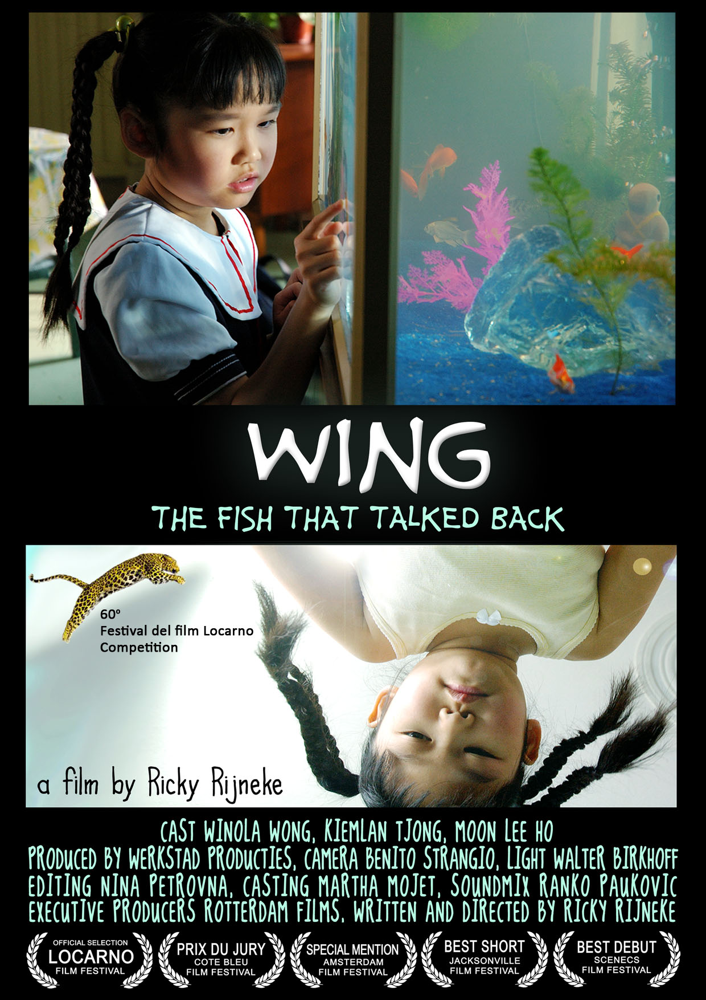 WING
THE FISH THAT TALKED BACK
60º
Festival del film Locarno
Competition
a film by Ricky Rijneke
CAST WINOLA WONG, KIEMLAN TJONG, MOON LEE HO
PRODUCED BY WERKSTAD PRODUCTIES, CAMERA BENITO STRANGIO, LIGHT WALTER BIRKHOFF
EDITING NINA PETROVNA, CASTING MARTHA MOJET, SOUNDMIX RANKO PAUKOVIC
EXECUTIVE PRODUCERS ROTTERDAM FILMS. WRITTEN AND DIRECTED BY RICKY RIJNEKE
OFFICIAL SELECTION
LOCARNO
FILM FESTIVAL
PRIX DU JURY
COTE BLEU
FILM FESTIVAL
SPECIAL MENTION
AMSTERDAM
FILM FESTIVAL
BEST SHORT
JACKSONVILLE
FILM FESTIVAL
BEST DEBUT
SCENECS
FILM FESTIVAL